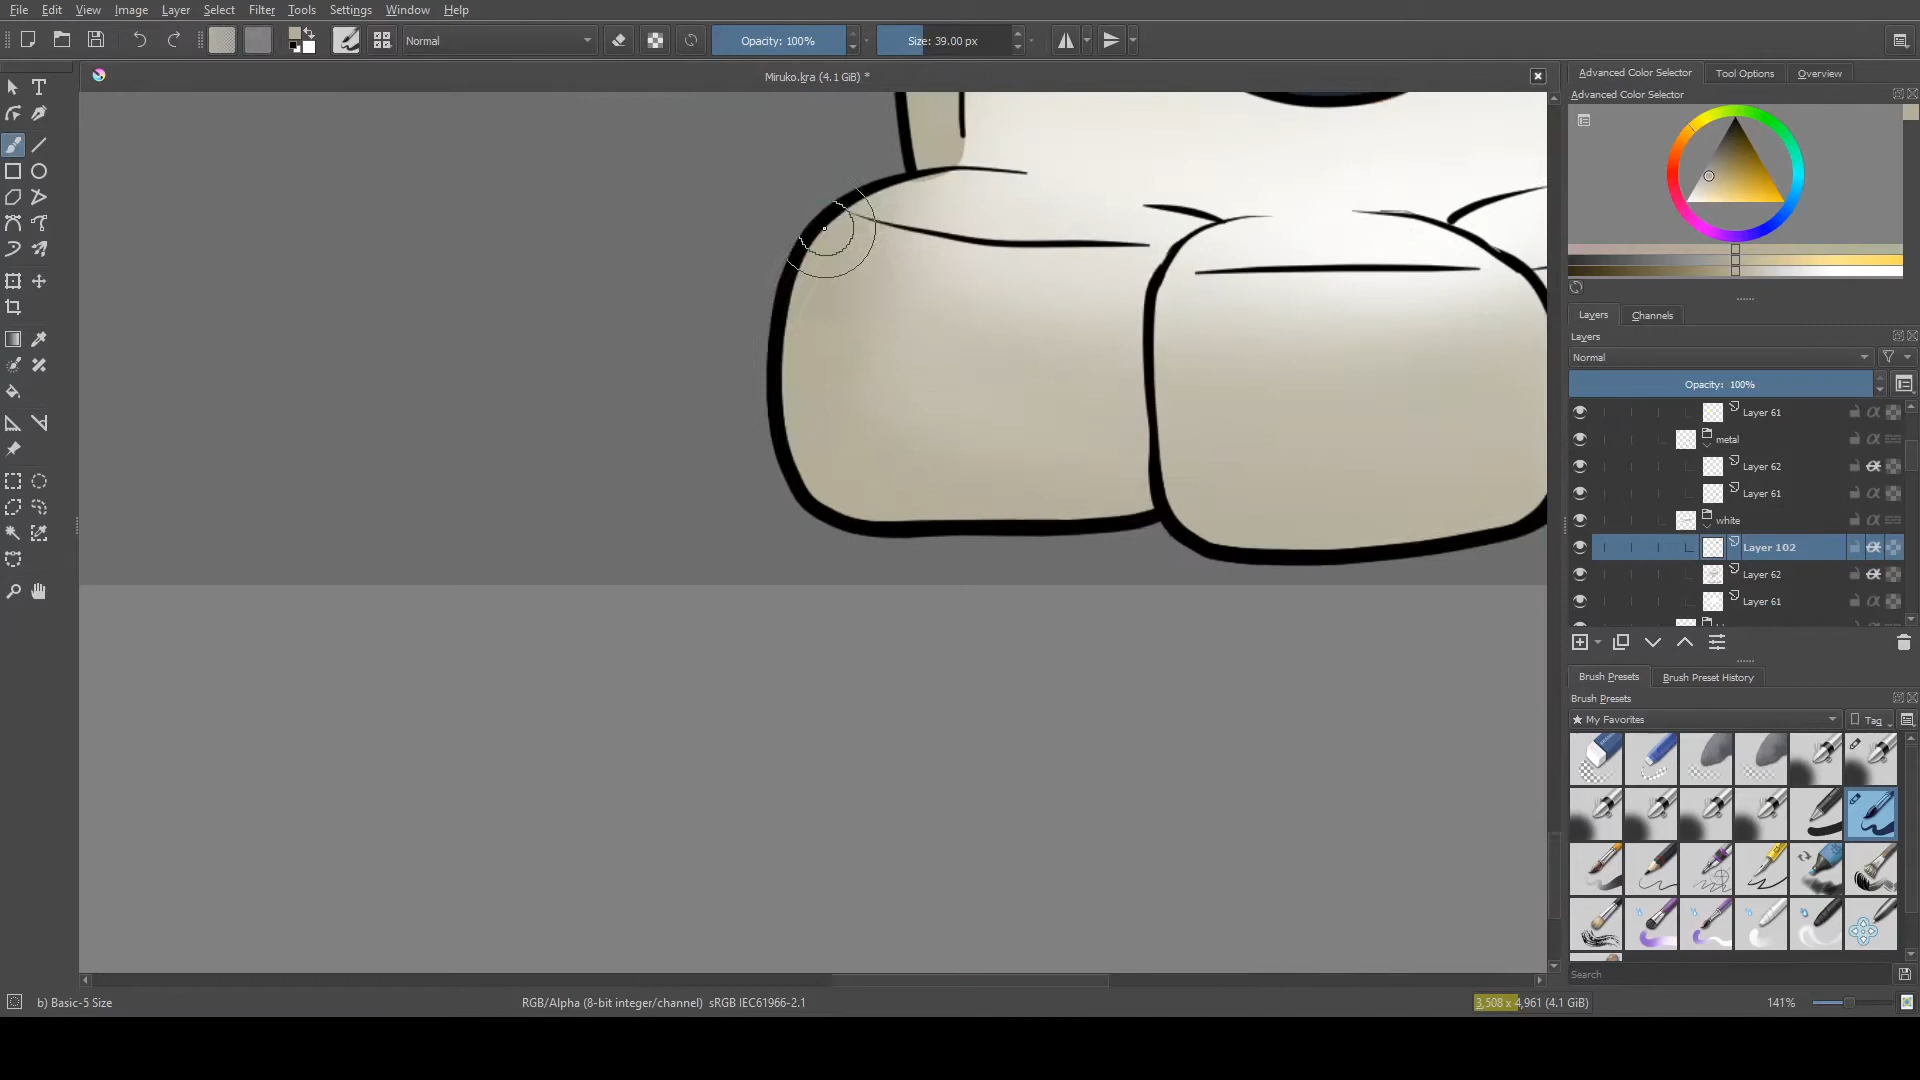 File Edit View Image Layer Select Filter Tools Settings Window Help
Normal
Opacity: 100%
Size: 39.00 px
Miruko.kra (4.1 GiB) *
Advanced Color Selector
Tool Options
Overview
Advanced Color Selector
Layers
Channels
Layers
Normal
Opacity: 100%
Layer 61
metal
Layer 62
Layer 61
white
Layer 102
Layer 62
Layer 61
Brush Presets
Brush Preset History
Brush Presets
★ My Favorites
Tag
Search
b) Basic-5 Size
RGB/Alpha (8-bit integer/channel) sRGB IEC61966-2.1
3,508 x 4,961 (4.1 GiB)
141%